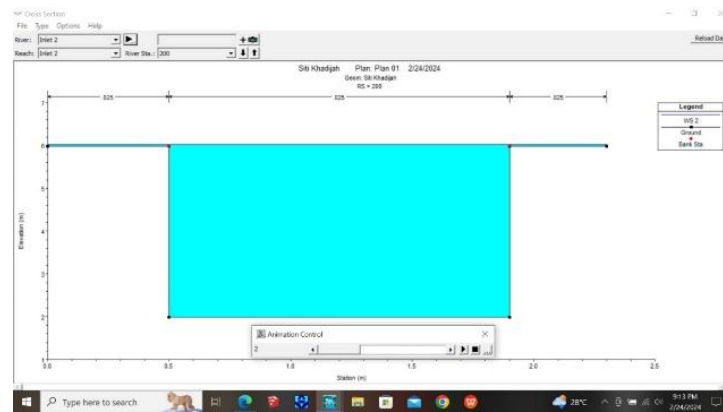 Cross Section
File Type Options Help
River: Inlet 2
Reload Da
Reach: Inlet 2 River Sta.: 200
Siti Khadijah Plan: Plan 01 2/24/2024
Geom: Siti Khadijah
RS = 200
.025 .025 .025
Legend
WS 2
Ground
Bank Sta
7
6
5
4
3
2
1
Elevation (m)
Animation Control
2
0.0 0.5 1.0 1.5 2.0 2.5
Station (m)
Type here to search
28°C
9:13 PM
2/24/2024